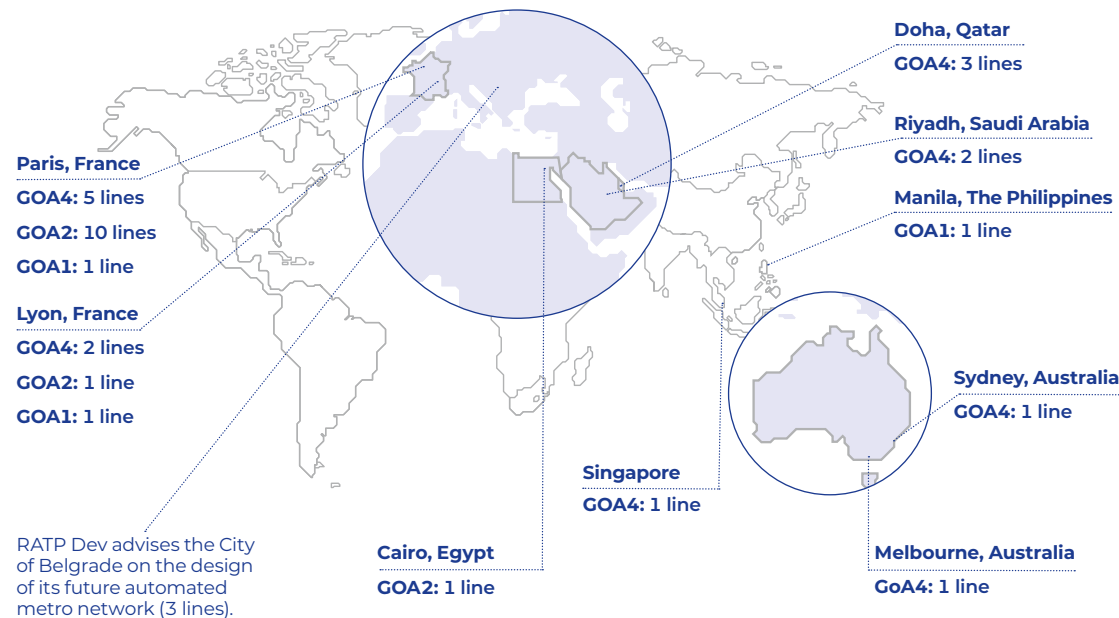 Paris, France
GOA4: 5 lines
GOA2: 10 lines
GOA1: 1 line
Lyon, France
GOA4: 2 lines
GOA2: 1 line
GOA1: 1 line
RATP Dev advises the City
of Belgrade on the design
of its future automated
metro network (3 lines).
Cairo, Egypt
GOA2: 1 line
Singapore
GOA4: 1 line
Doha, Qatar
GOA4: 3 lines
Riyadh, Saudi Arabia
GOA4: 2 lines
Manila, The Philippines
GOA1: 1 line
Sydney, Australia
GOA4: 1 line
Melbourne, Australia
GoA4: 1 line